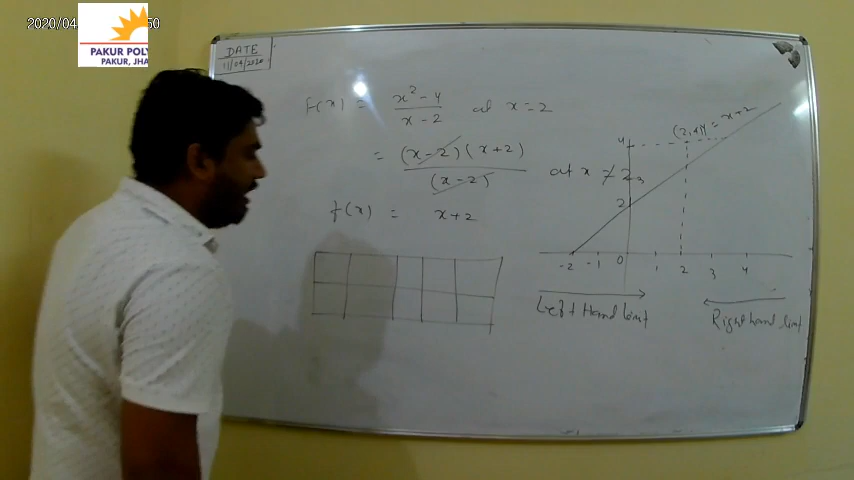 2020/04 50
PAKUR POLY
PAKUR, JHA
DATE
11/04/2020
f(x) = x² - 4 / x - 2 at x = 2
= (x-2)(x+2) / (x-2) at x ≠ 2,
f(x) = x+2
(2,4) = x+2
4
2
-2 -1 0 1 2 3 4
Left Hand limit
Right hand limit